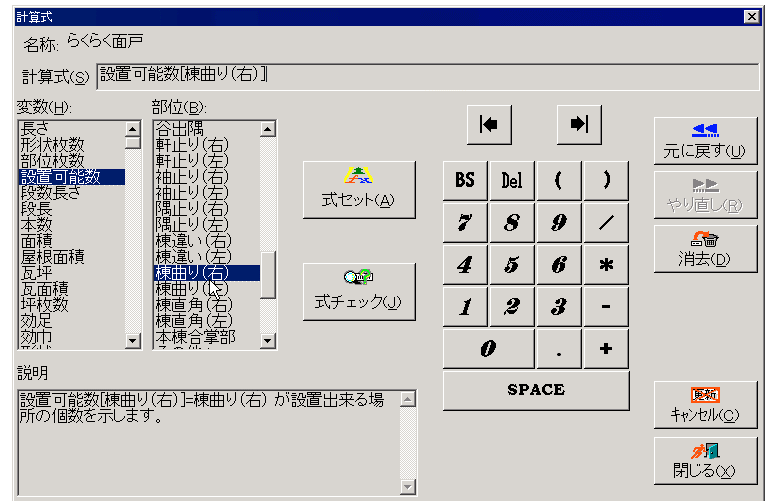 計算式
名称: らくらく面戸
計算式(S) 設置可能数[棟曲り(右)]
変数(H):
長さ
形状枚数
部位枚数
設置可能数
段数長さ
段長
本数
面積
屋根面積
瓦坪
瓦面積
坪枚数
効足
効巾
部位(B):
谷出隅
軒止り(右)
軒止り(左)
袖止り(右)
袖止り(左)
隅止り(右)
隅止り(左)
棟違い(右)
棟違い(左)
棟曲り(右)
棟曲り(左)
棟直角(右)
棟直角(左)
本棟合掌部
式セット(A)
式チェック(J)
BS Del ( )
7 8 9 /
4 5 6 *
1 2 3 -
0 . +
SPACE
元に戻す(U)
やり直し(R)
消去(D)
更新
キャンセル(C)
閉じる(X)
説明
設置可能数[棟曲り(右)]=棟曲り(右) が設置出来る場
所の個数を示します。